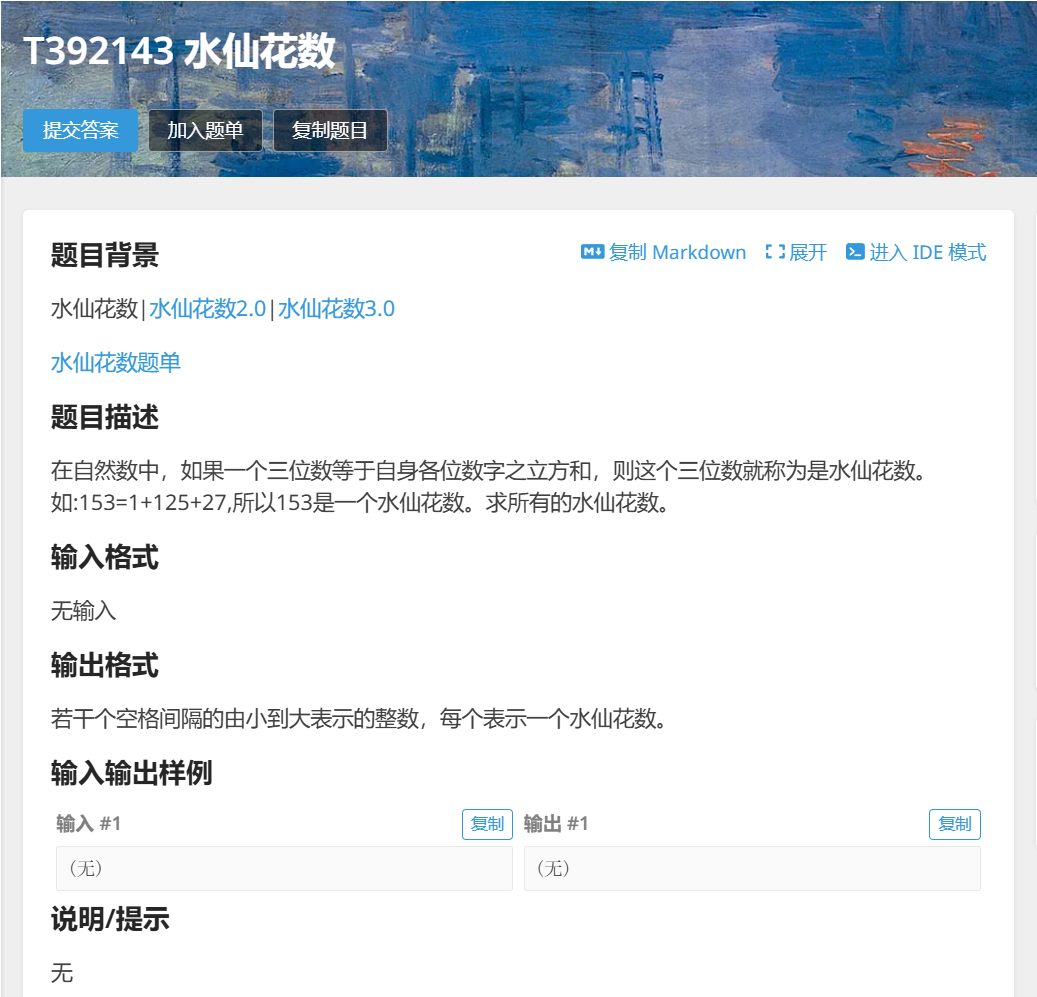 T392143 水仙花数
提交答案 加入题单 复制题目
题目背景 复制 Markdown 展开 进入 IDE 模式
水仙花数|水仙花数2.0|水仙花数3.0
水仙花数题单
题目描述
在自然数中，如果一个三位数等于自身各位数字之立方和，则这个三位数就称为是水仙花数。
如:153=1+125+27,所以153是一个水仙花数。求所有的水仙花数。
输入格式
无输入
输出格式
若干个空格间隔的由小到大表示的整数，每个表示一个水仙花数。
输入输出样例
输入 #1 复制 输出 #1 复制
（无） （无）
说明/提示
无